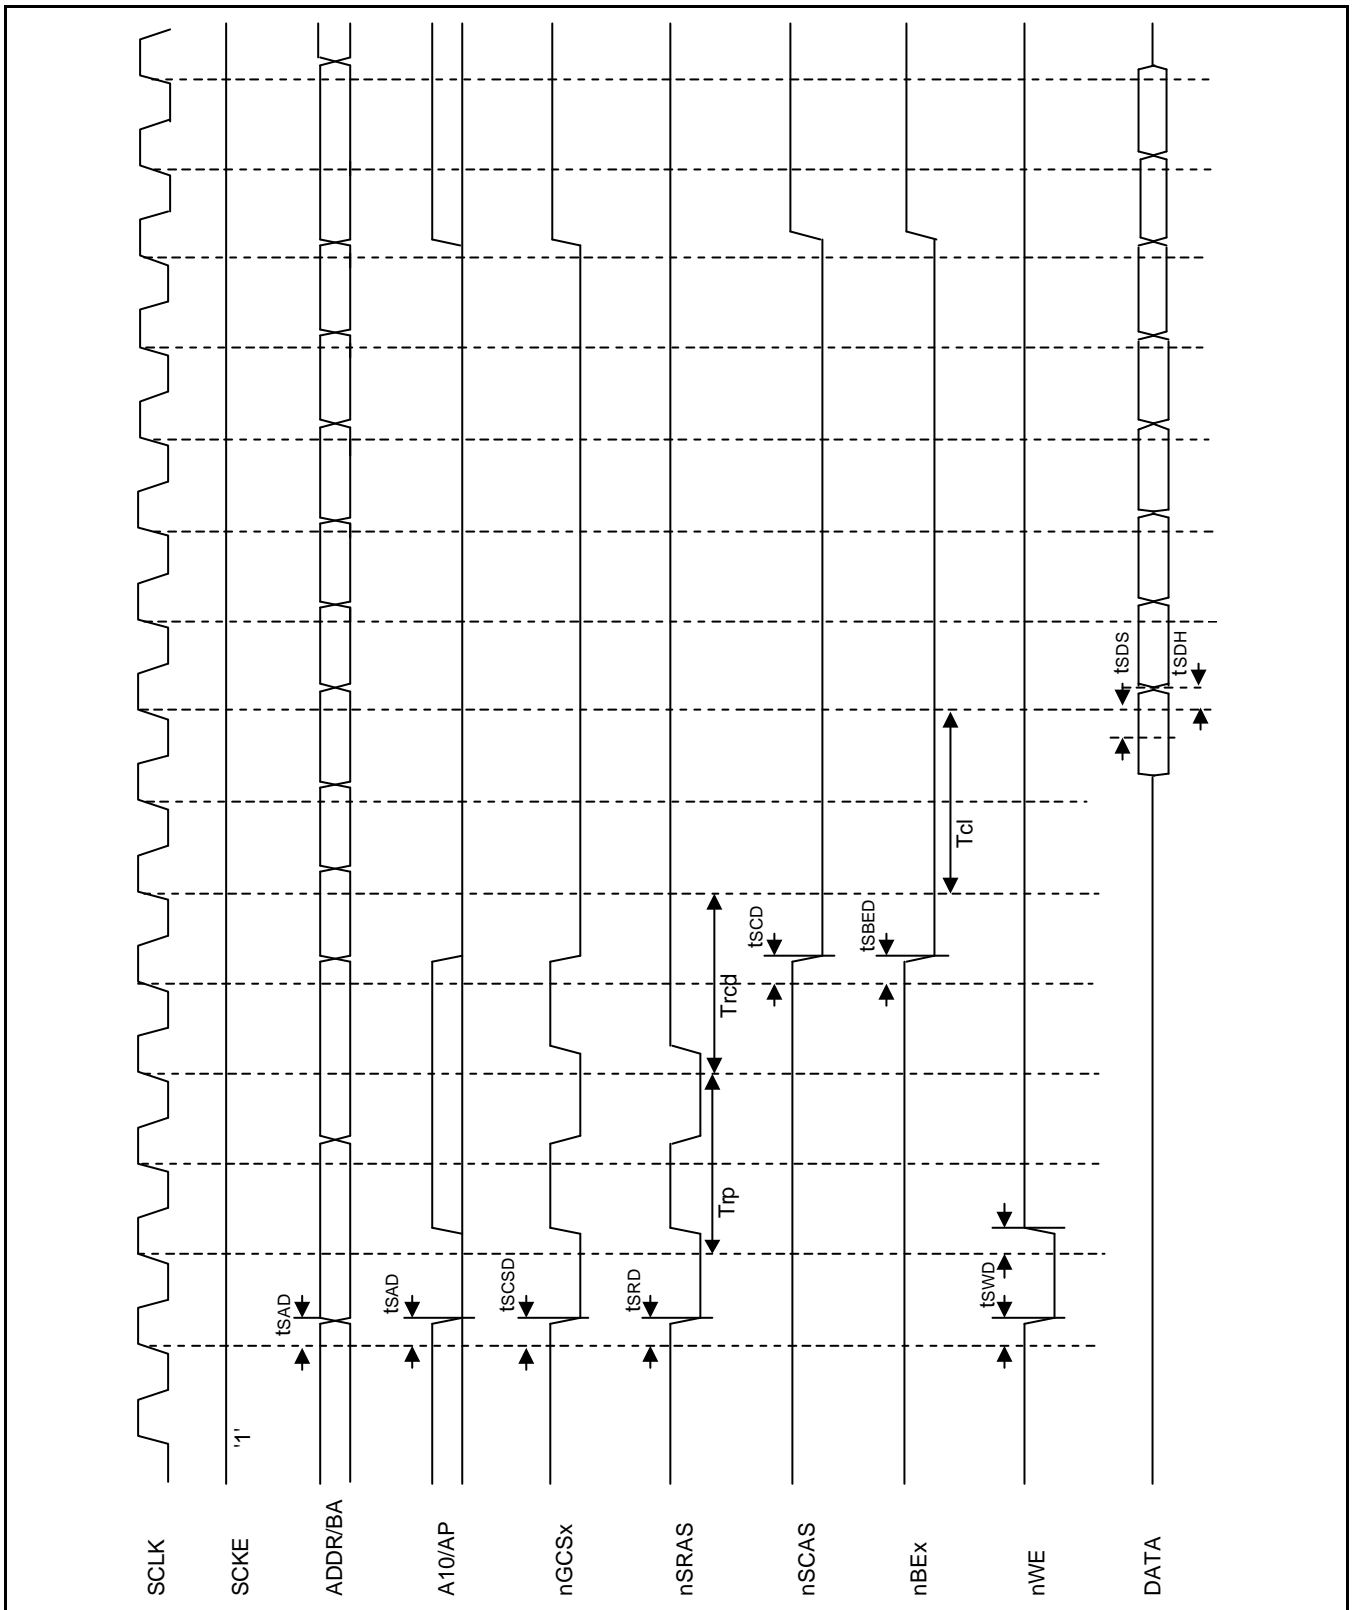 SCLK
SCKE
'1'
ADDR/BA
tSAD
A10/AP
tSAD
nGCSx
tSCSD
nSRAS
tSRD
Trp
Trcd
nSCAS
tSCD
nBEx
tSBED
Tcl
nWE
tSWD
DATA
tSDS
tSDH